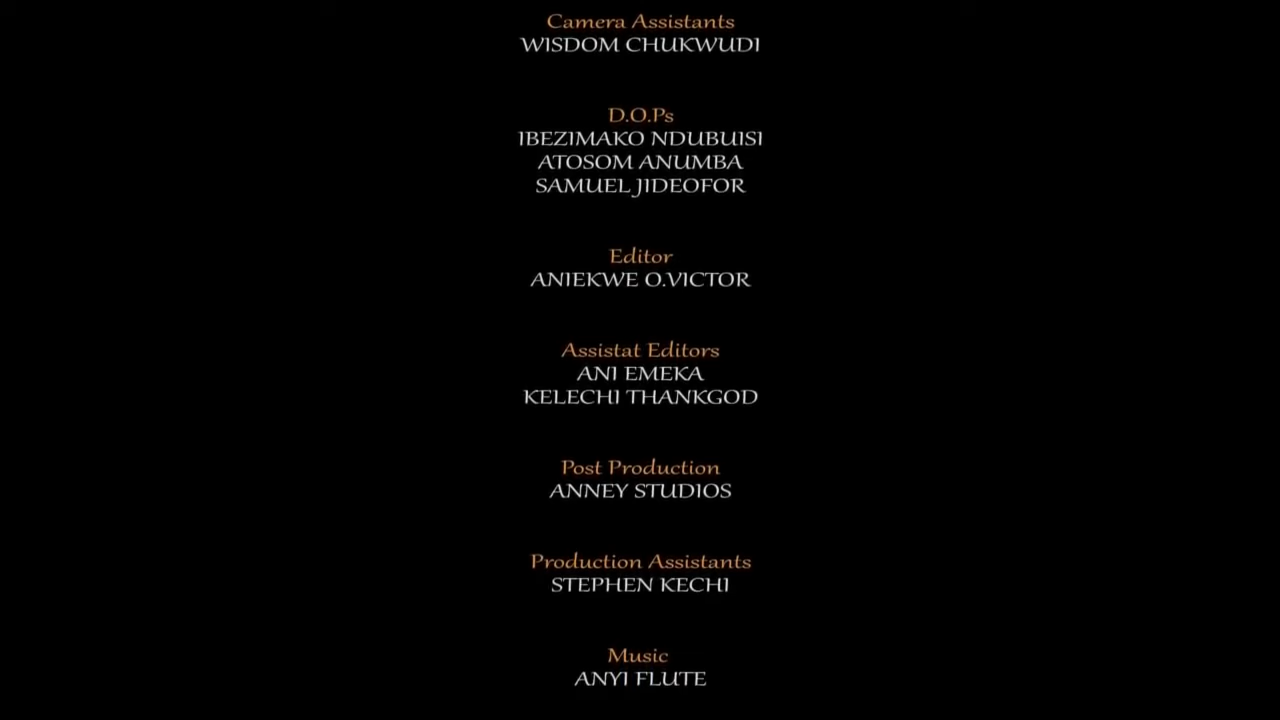 Camera Assistants
WISDOM CHUKWUDI
D.O.Ps
IBEZIMAKO NDUBUISI
ATOSOM ANUMBA
SAMUEL JIDEOFOR
Editor
ANIEKWE O.VICTOR
Assistat Editors
ANI EMEKA
KELECHI THANKGOD
Post Production
ANNEY STUDIOS
Production Assistants
STEPHEN KECHI
Music
ANYI FLUTE